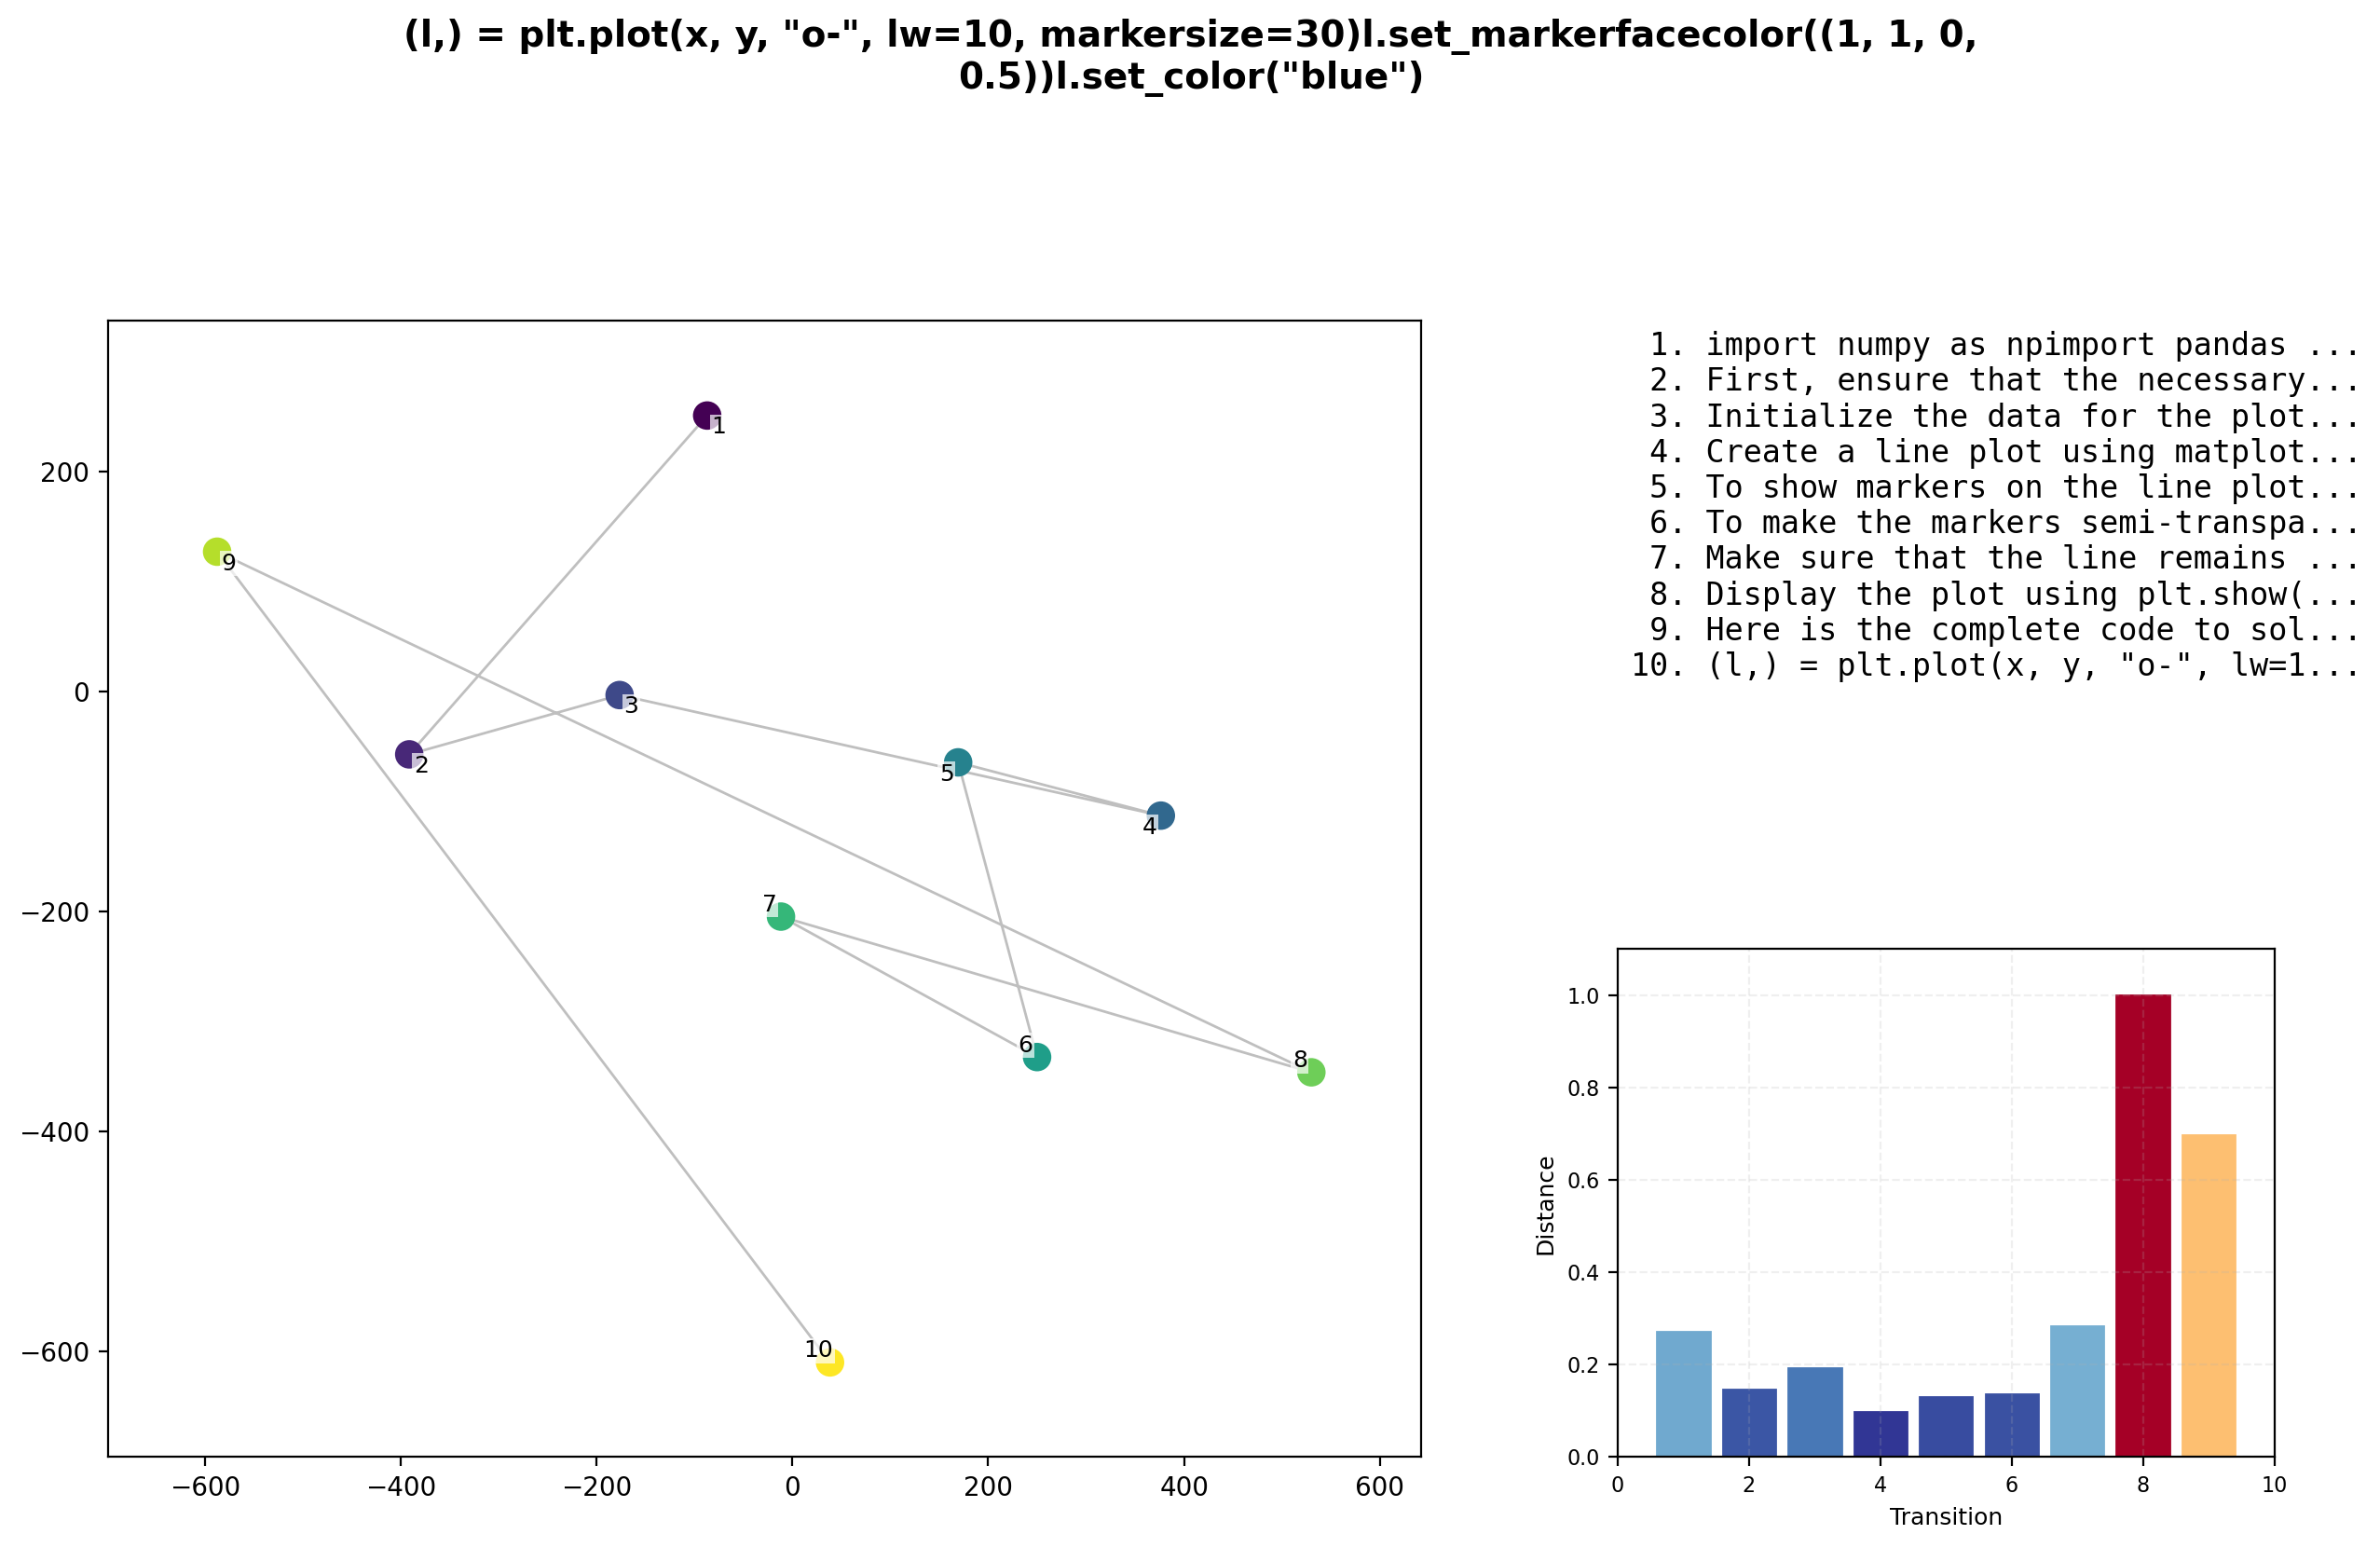 (l,) = plt.plot(x, y, "o-", lw=10, markersize=30)l.set_markerfacecolor((1, 1, 0,
0.5))l.set_color("blue")
200
0
−200
−400
−600
−600
−400
−200
0
200
400
600
1
2
3
4
5
6
7
8
9
10
1. import numpy as npimport pandas ...
2. First, ensure that the necessary...
3. Initialize the data for the plot...
4. Create a line plot using matplot...
5. To show markers on the line plot...
6. To make the markers semi-transpa...
7. Make sure that the line remains ...
8. Display the plot using plt.show(...
9. Here is the complete code to sol...
10. (l,) = plt.plot(x, y, "o-", lw=1...
Distance
1.0
0.8
0.6
0.4
0.2
0.0
0
2
4
6
8
10
Transition